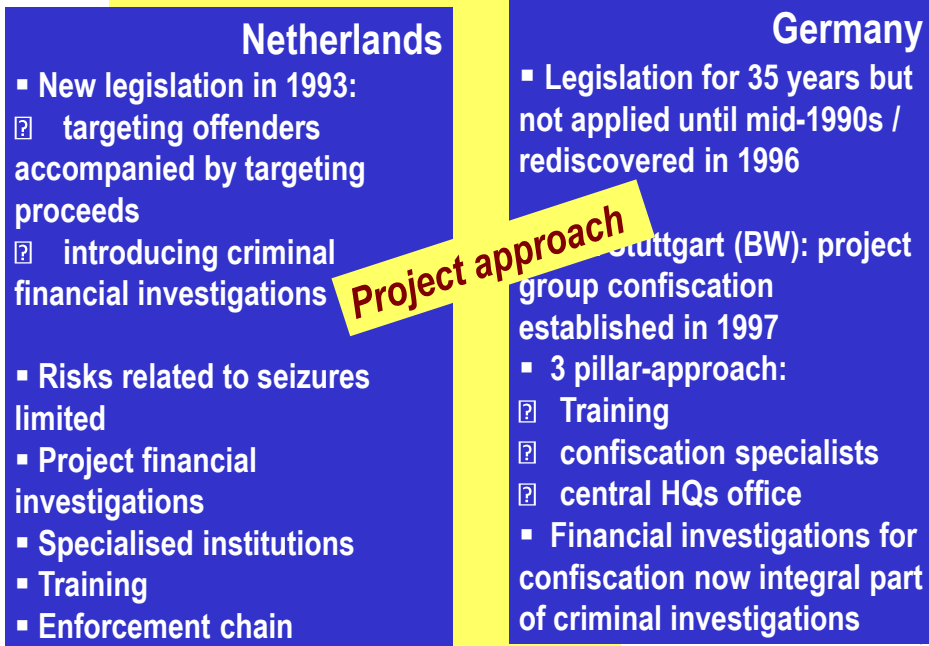 Netherlands
▪ New legislation in 1993:
⍰ targeting offenders
accompanied by targeting
proceeds
⍰ introducing criminal
financial investigations
▪ Risks related to seizures
limited
▪ Project financial
investigations
▪ Specialised institutions
▪ Training
▪ Enforcement chain
Project approach
Germany
▪ Legislation for 35 years but
not applied until mid-1990s /
rediscovered in 1996
Stuttgart (BW): project
group confiscation
established in 1997
▪ 3 pillar-approach:
⍰ Training
⍰ confiscation specialists
⍰ central HQs office
▪ Financial investigations for
confiscation now integral part
of criminal investigations